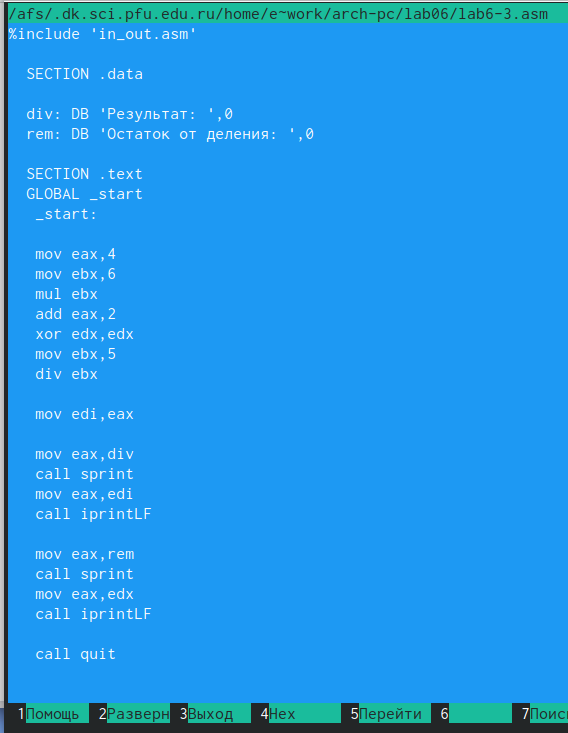 /afs/.dk.sci.pfu.edu.ru/home/e~work/arch-pc/lab06/lab6-3.asm
%include 'in_out.asm'
SECTION .data
div: DB 'Результат: ',0
rem: DB 'Остаток от деления: ',0
SECTION .text
GLOBAL _start
_start:
mov eax,4
mov ebx,6
mul ebx
add eax,2
xor edx,edx
mov ebx,5
div ebx
mov edi,eax
mov eax,div
call sprint
mov eax,edi
call iprintLF
mov eax,rem
call sprint
mov eax,edx
call iprintLF
call quit
1Помощь 2Разверн 3Выход 4Hex 5Перейти 6 7Поис